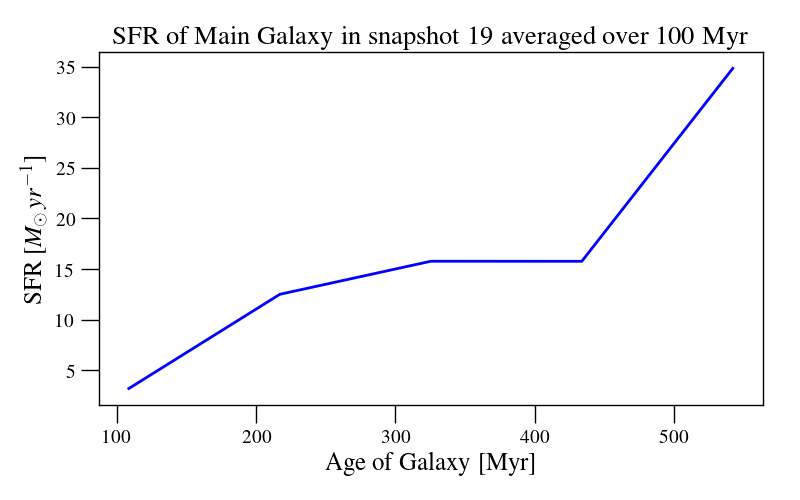 SFR of Main Galaxy in snapshot 19 averaged over 100 Myr
SFR [M☉ yr⁻¹]
35
30
25
20
15
10
5
100 200 300 400 500
Age of Galaxy [Myr]